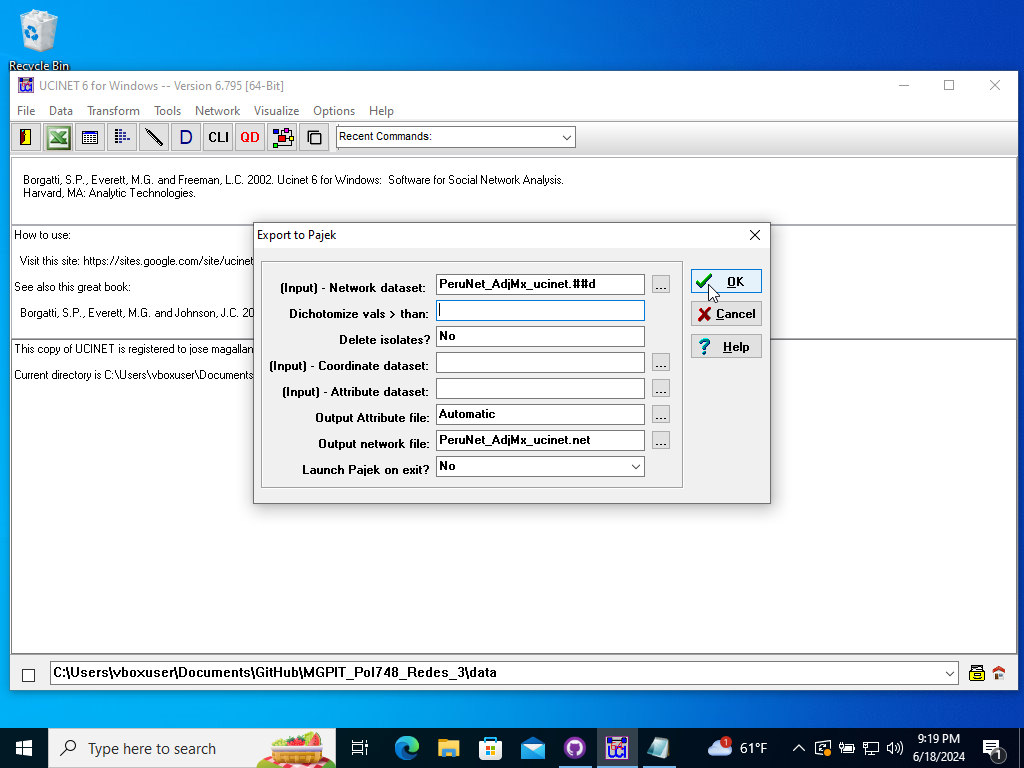 Recycle Bin
UCINET 6 for Windows -- Version 6.795 [64-Bit]
File Data Transform Tools Network Visualize Options Help
D CLI QD Recent Commands:
Borgatti, S.P., Everett, M.G. and Freeman, L.C. 2002. Ucinet 6 for Windows: Software for Social Network Analysis.
Harvard, MA: Analytic Technologies.
How to use:
Visit this site: https://sites.google.com/site/ucinet
See also this great book:
Borgatti, S.P., Everett, M.G. and Johnson, J.C. 20
This copy of UCINET is registered to jose magallan
Current directory is C:\Users\vboxuser\Documents
Export to Pajek
(Input) - Network dataset: PeruNet_AdjMx_ucinet.##d ...
Dichotomize vals > than:
Delete isolates? No
(Input) - Coordinate dataset: ...
(Input) - Attribute dataset: ...
Output Attribute file: Automatic ...
Output network file: PeruNet_AdjMx_ucinet.net ...
Launch Pajek on exit? No
OK
Cancel
? Help
C:\Users\vboxuser\Documents\GitHub\MGPIT_Pol748_Redes_3\data
Type here to search
1 61°F
9:19 PM
6/18/2024
1